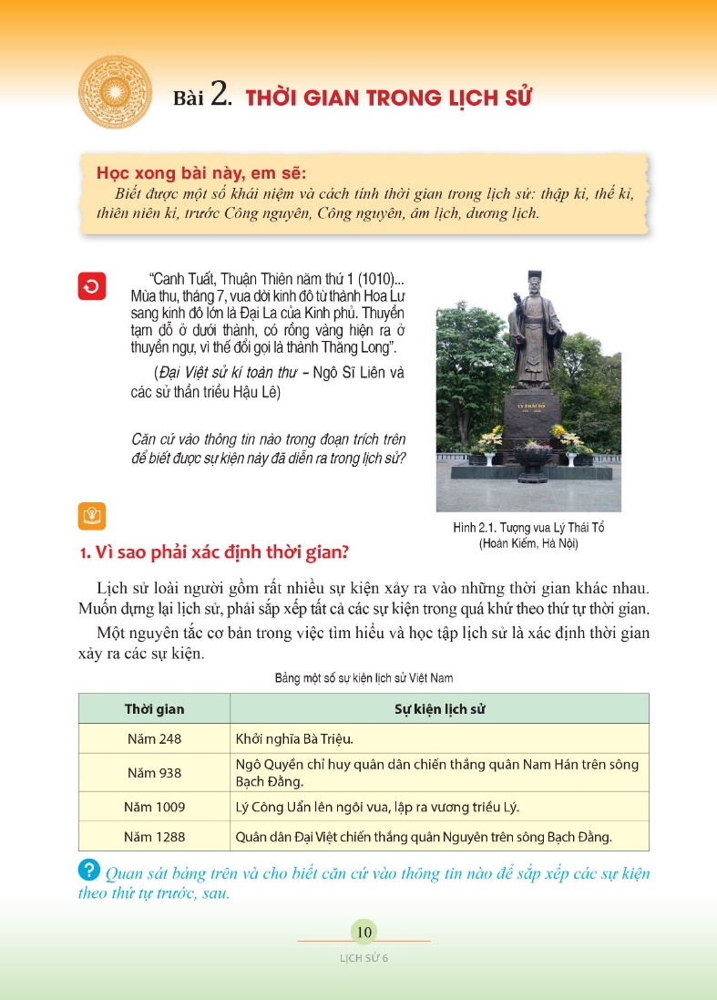 Bài 2. THỜI GIAN TRONG LỊCH SỬ
Học xong bài này, em sẽ:
Biết được một số khái niệm và cách tính thời gian trong lịch sử: thập kỉ, thế kỉ,
thiên niên kỉ, trước Công nguyên, Công nguyên, âm lịch, dương lịch.
“Canh Tuất, Thuận Thiên năm thứ 1 (1010)...
Mùa thu, tháng 7, vua dời kinh đô từ thành Hoa Lư
sang kinh đô lớn là Đại La của Kinh phủ. Thuyền
tạm đỗ ở dưới thành, có rồng vàng hiện ra ở
thuyền ngự, vì thế đổi gọi là thành Thăng Long”.
(Đại Việt sử kí toàn thư – Ngô Sĩ Liên và
các sử thần triều Hậu Lê)
Căn cứ vào thông tin nào trong đoạn trích trên
để biết được sự kiện này đã diễn ra trong lịch sử?
LÝ THÁI TỔ
Hình 2.1. Tượng vua Lý Thái Tổ
(Hoàn Kiếm, Hà Nội)
1. Vì sao phải xác định thời gian?
Lịch sử loài người gồm rất nhiều sự kiện xảy ra vào những thời gian khác nhau.
Muốn dựng lại lịch sử, phải sắp xếp tất cả các sự kiện trong quá khứ theo thứ tự thời gian.
Một nguyên tắc cơ bản trong việc tìm hiểu và học tập lịch sử là xác định thời gian
xảy ra các sự kiện.
Bảng một số sự kiện lịch sử Việt Nam
Thời gian Sự kiện lịch sử
Năm 248 Khởi nghĩa Bà Triệu.
Năm 938 Ngô Quyền chỉ huy quân dân chiến thắng quân Nam Hán trên sông
Bạch Đằng.
Năm 1009 Lý Công Uẩn lên ngôi vua, lập ra vương triều Lý.
Năm 1288 Quân dân Đại Việt chiến thắng quân Nguyên trên sông Bạch Đằng.
? Quan sát bảng trên và cho biết căn cứ vào thông tin nào để sắp xếp các sự kiện
theo thứ tự trước, sau.
10
LỊCH SỬ 6